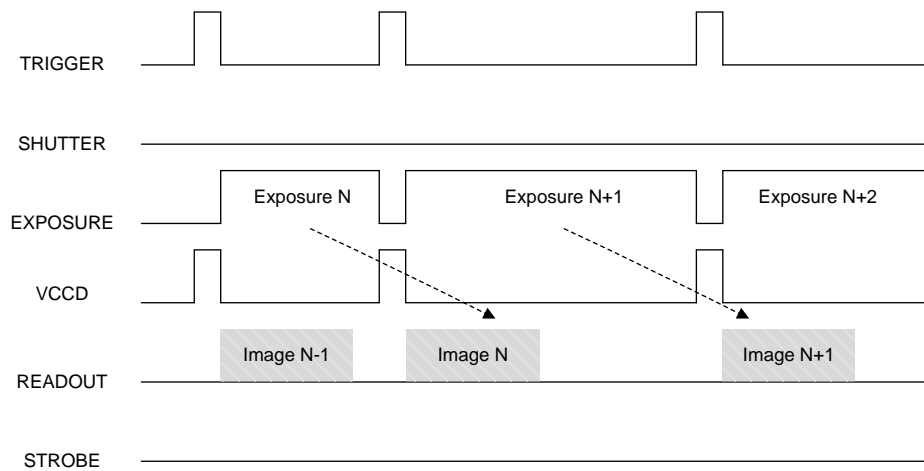 TRIGGER
SHUTTER
Exposure N Exposure N+1 Exposure N+2
EXPOSURE
VCCD
Image N-1 Image N Image N+1
READOUT
STROBE